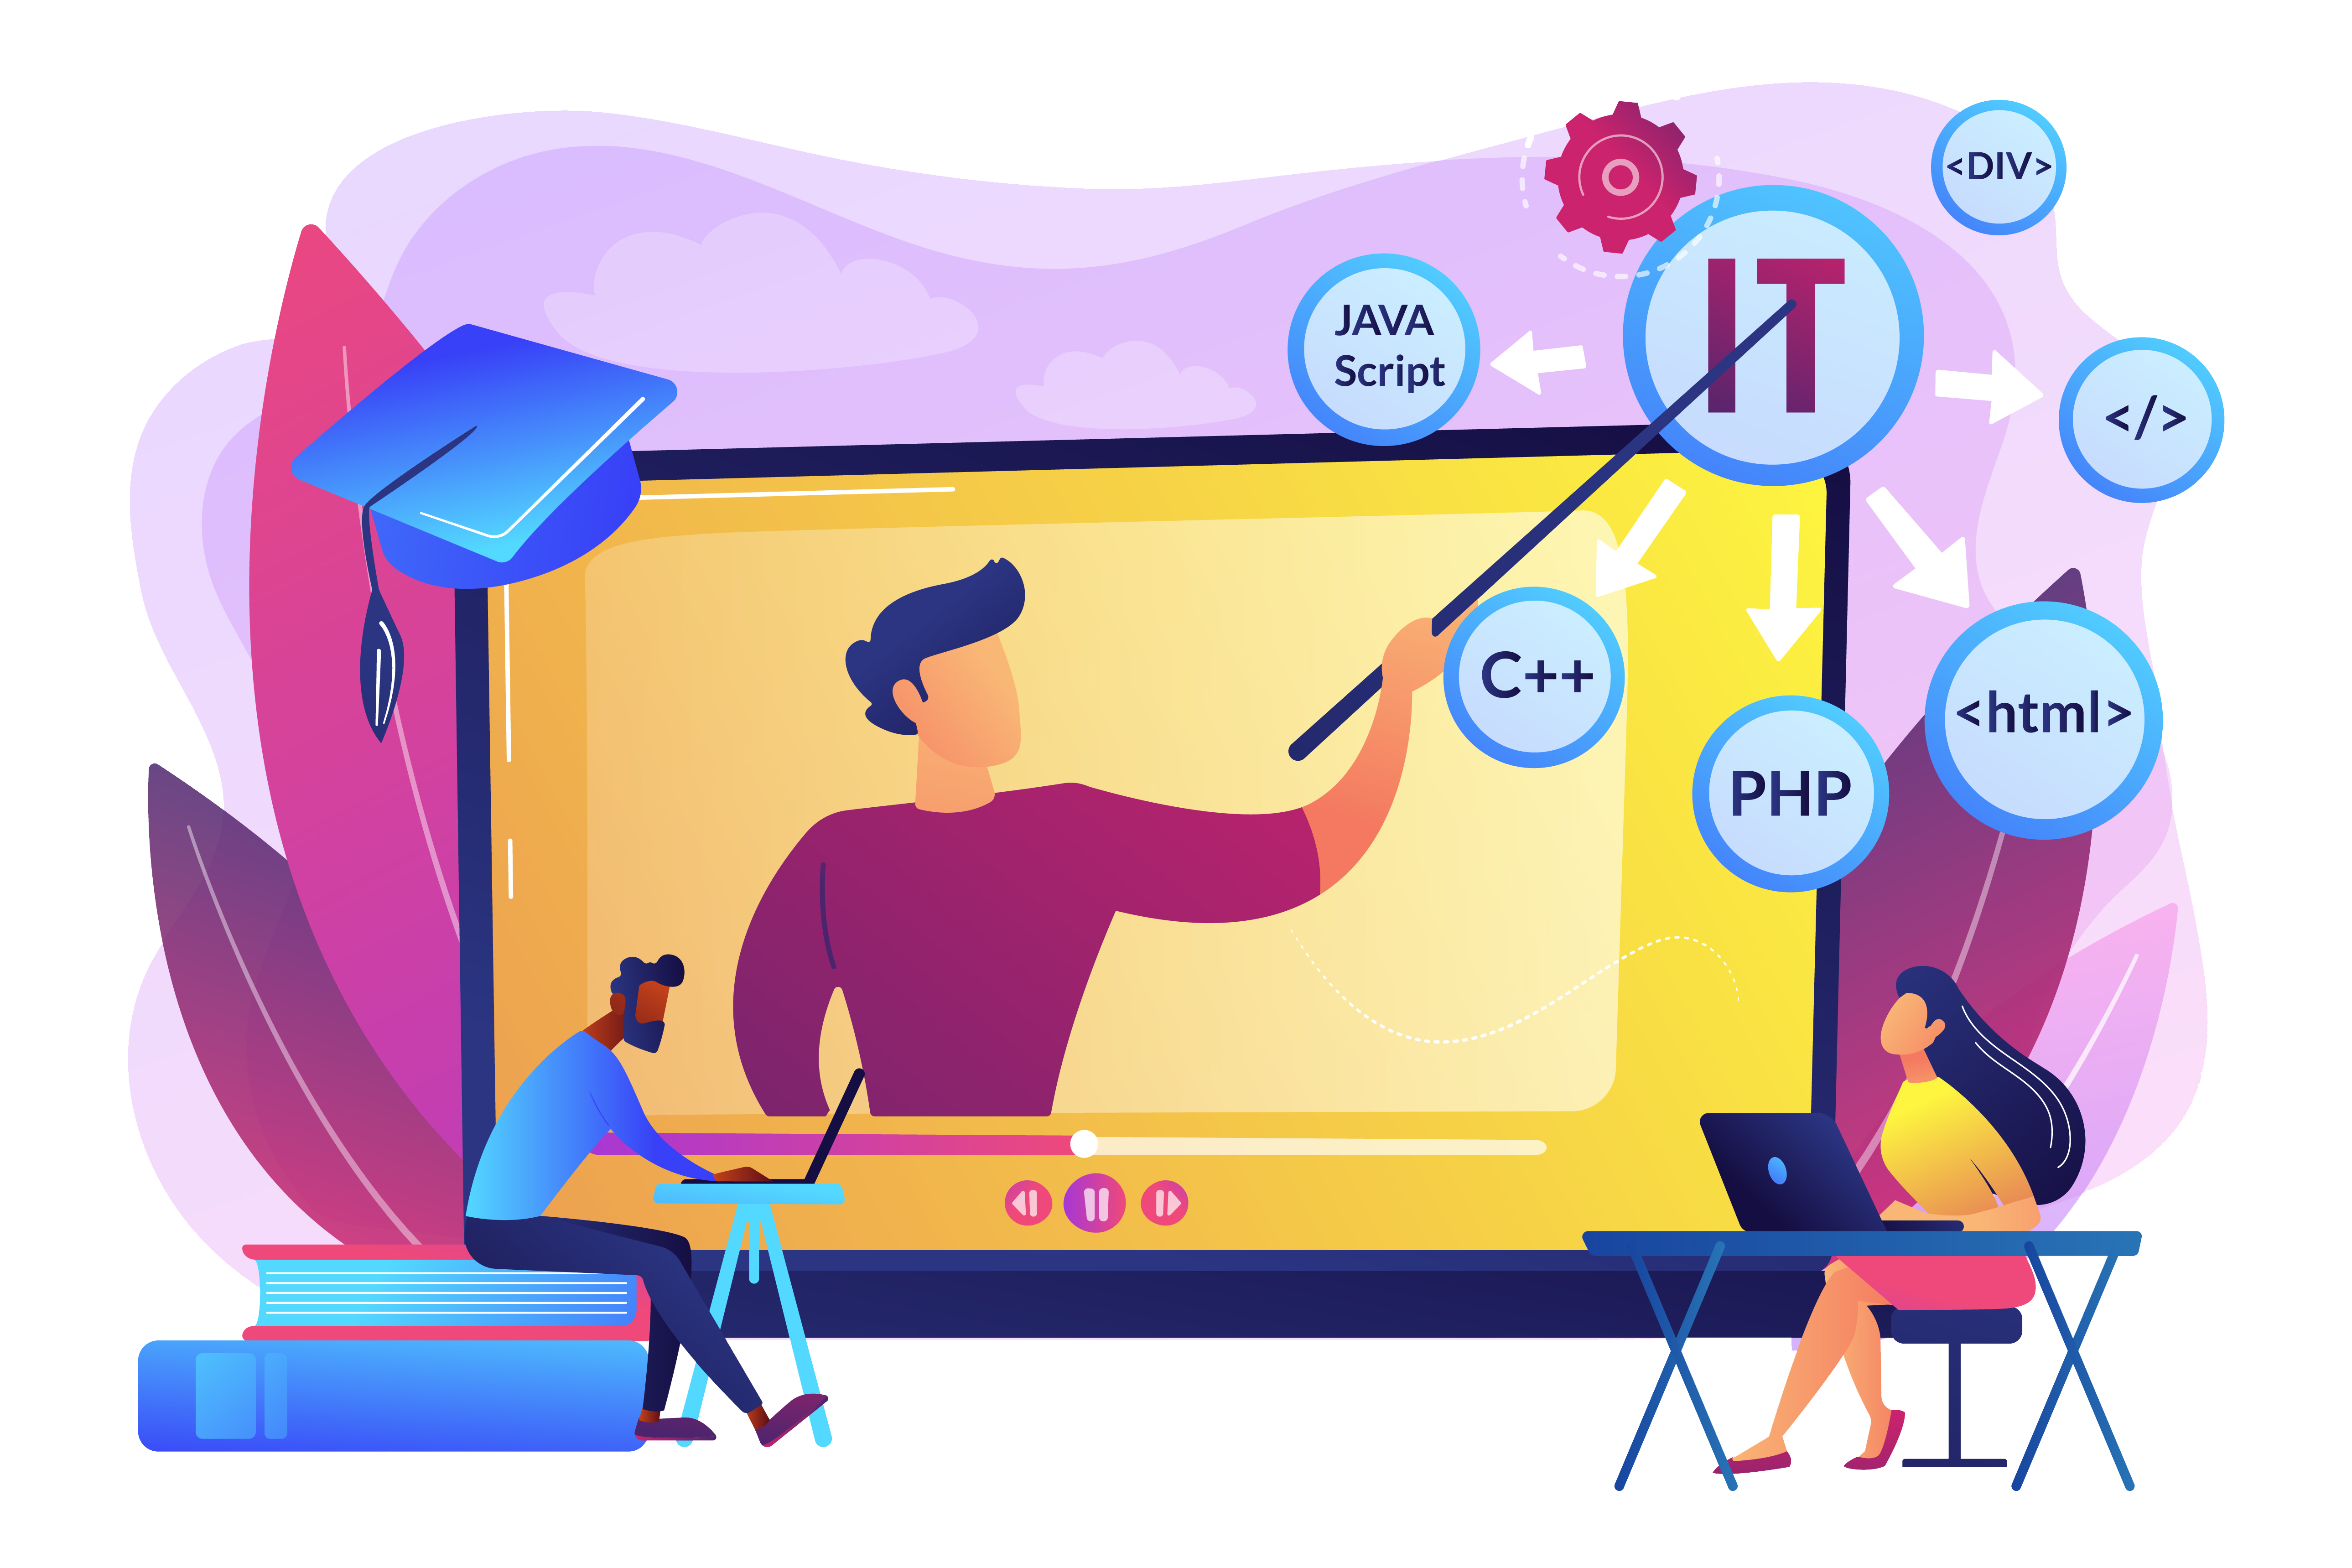 <DIV>
IT
JAVA
Script
</>
C++
<html>
PHP